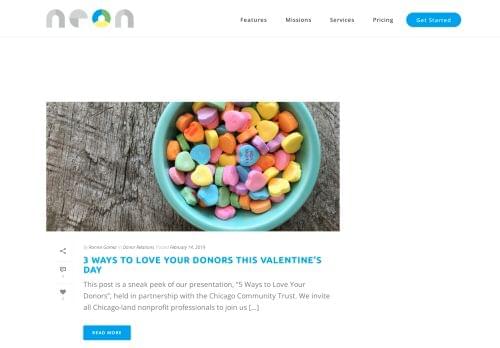 neon
Features Missions Services Pricing Get Started
By Ronnie Gomez In Donor Relations Posted February 14, 2019
3 WAYS TO LOVE YOUR DONORS THIS VALENTINE'S
DAY
This post is a sneak peek of our presentation, "5 Ways to Love Your
Donors", held in partnership with the Chicago Community Trust. We invite
all Chicago-land nonprofit professionals to join us [...]
READ MORE